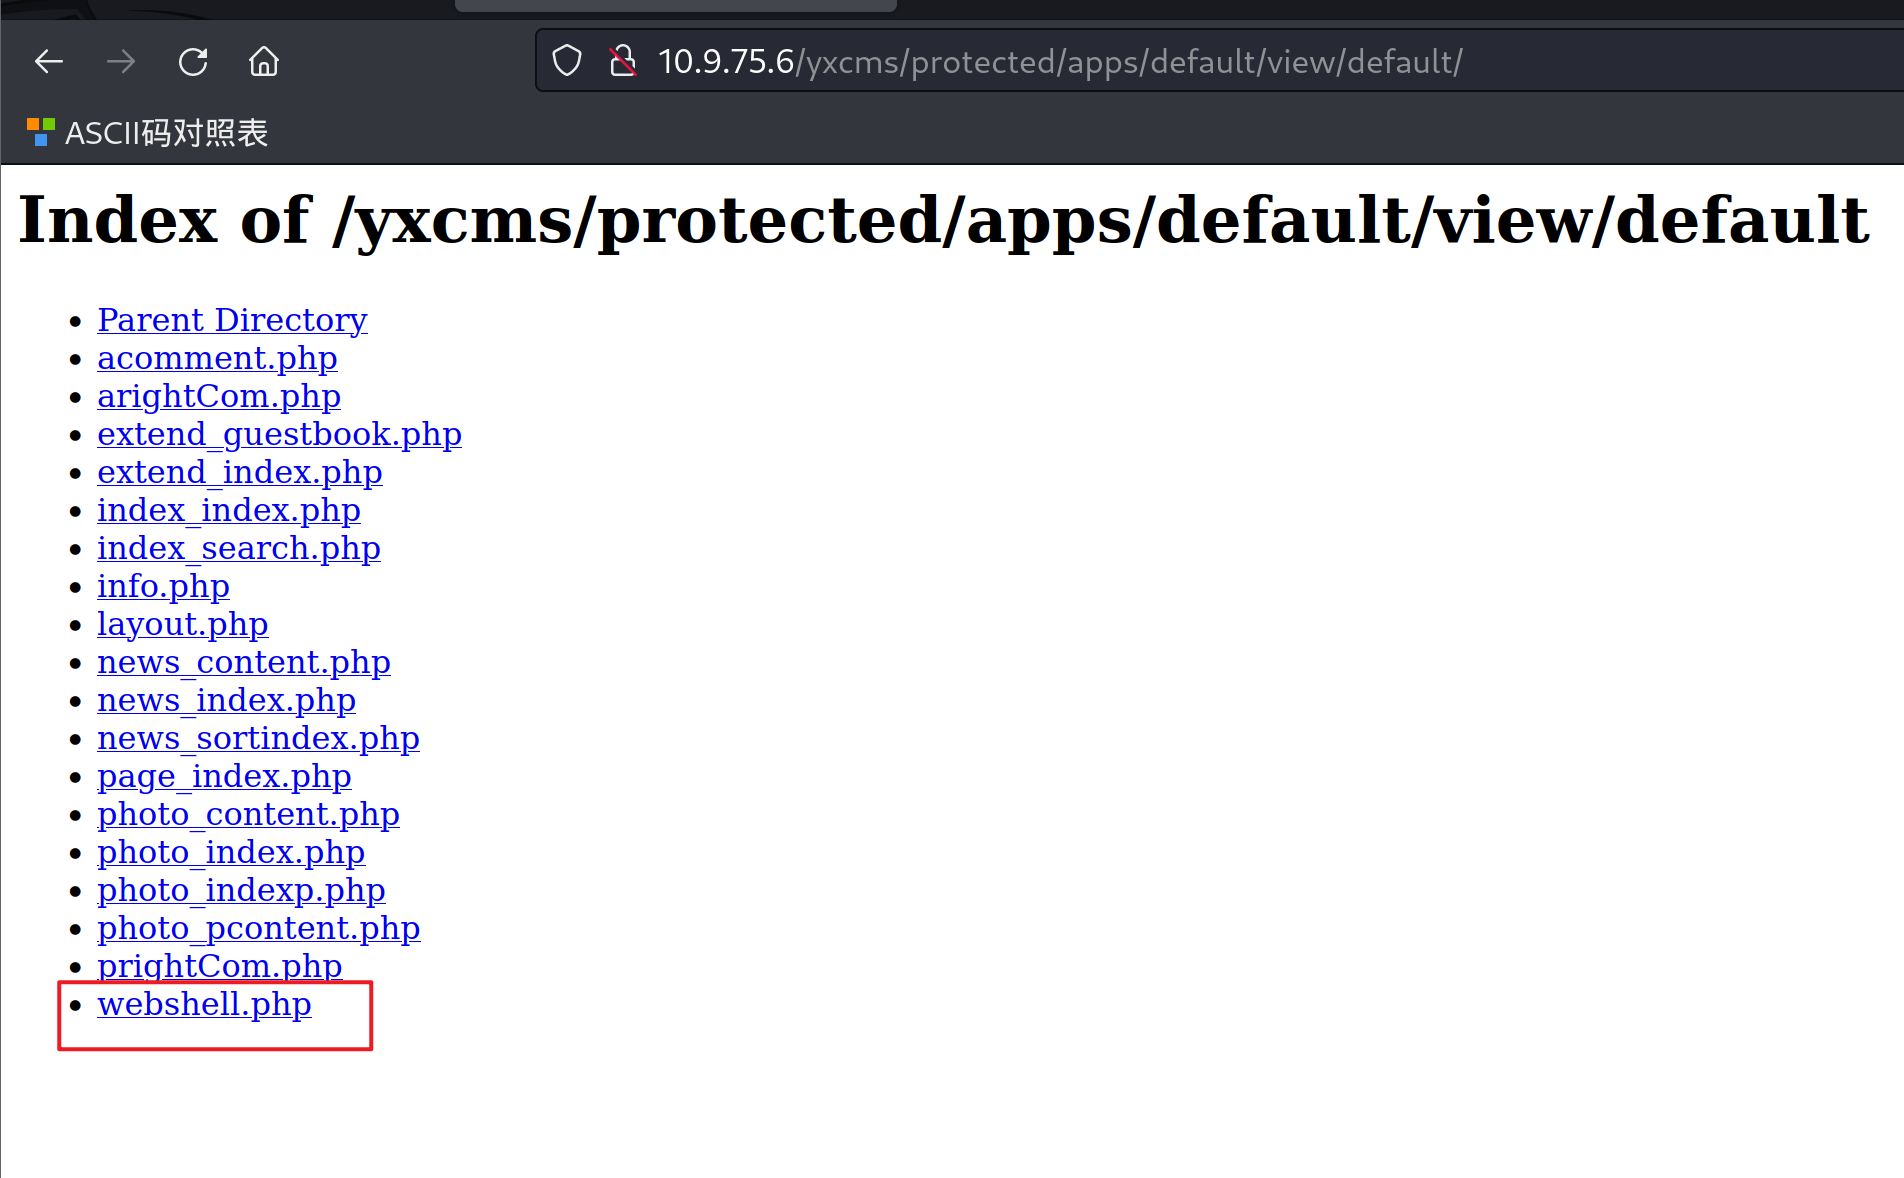 10.9.75.6/yxcms/protected/apps/default/view/default/
ASCII码对照表
Index of /yxcms/protected/apps/default/view/default
Parent Directory
acomment.php
arightCom.php
extend_guestbook.php
extend_index.php
index_index.php
index_search.php
info.php
layout.php
news_content.php
news_index.php
news_sortindex.php
page_index.php
photo_content.php
photo_index.php
photo_indexp.php
photo_pcontent.php
prightCom.php
webshell.php